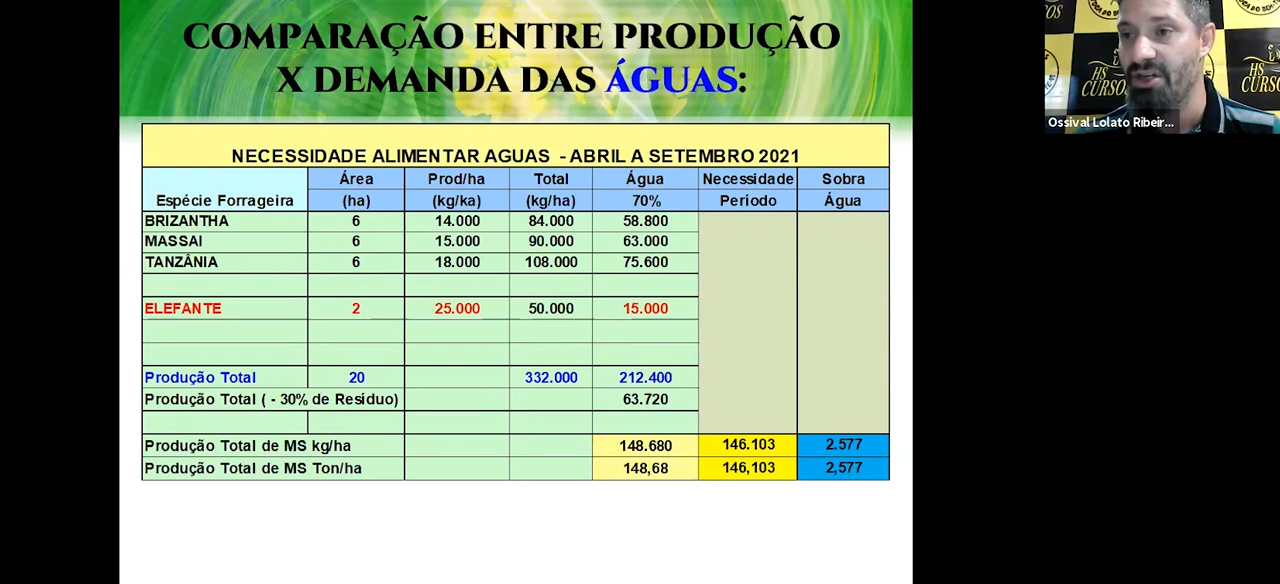 COMPARAÇÃO ENTRE PRODUÇÃO
X DEMANDA DAS ÁGUAS:
NECESSIDADE ALIMENTAR AGUAS - ABRIL A SETEMBRO 2021
Espécie Forrageira Área (ha) Prod/ha (kg/ka) Total (kg/ha) Água 70% Necessidade Período Sobra Água
BRIZANTHA 6 14.000 84.000 58.800
MASSAI 6 15.000 90.000 63.000
TANZÂNIA 6 18.000 108.000 75.600
ELEFANTE 2 25.000 50.000 15.000
Produção Total 20 332.000 212.400
Produção Total ( - 30% de Resíduo) 63.720
Produção Total de MS kg/ha 148.680 146.103 2.577
Produção Total de MS Ton/ha 148,68 146,103 2,577
HS
CURSOS
Ossival Lolato Ribeir...